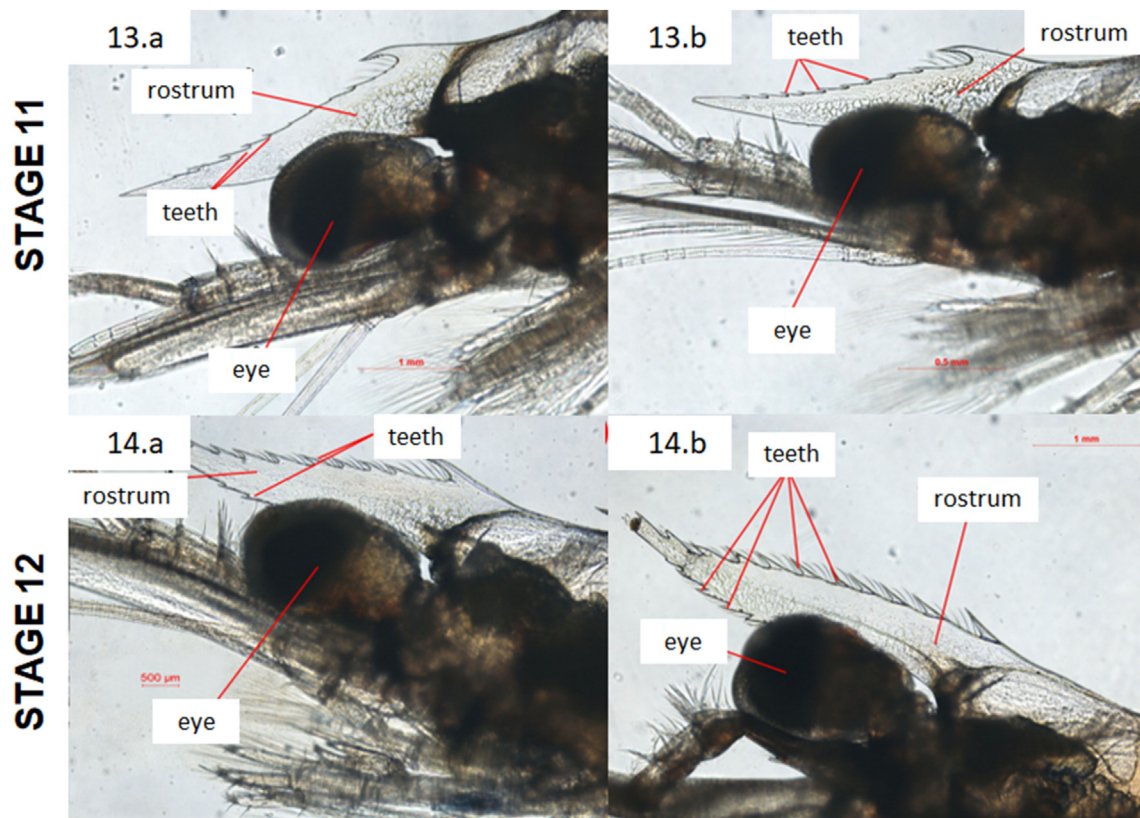 STAGE 11
13.a
rostrum
teeth
eye
1 mm
13.b
teeth
rostrum
eye
0.5 mm
STAGE 12
14.a
teeth
rostrum
500 µm
eye
14.b
1 mm
teeth
rostrum
eye